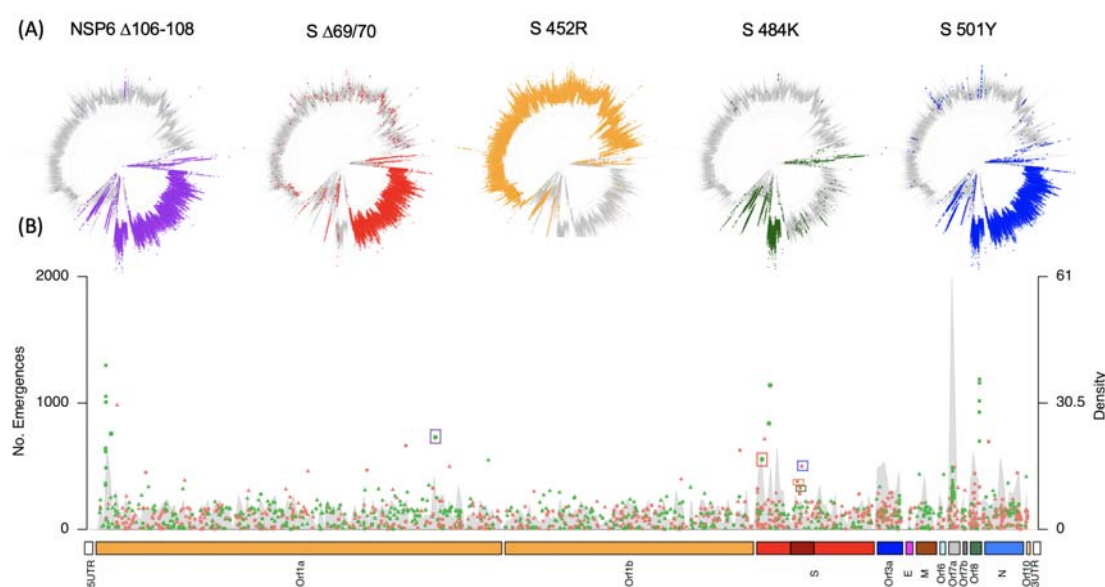 (A)
NSP6 Δ106-108
S Δ69/70
S 452R
S 484K
S 501Y
(B)
2000
1000
0
No. Emergences
61
30.5
0
Density
5UTR
Orf1a
Orf1b
S
Orf3a
E
M
Orf6
Orf7a
Orf7b
Orf8
N
Orf10
3UTR